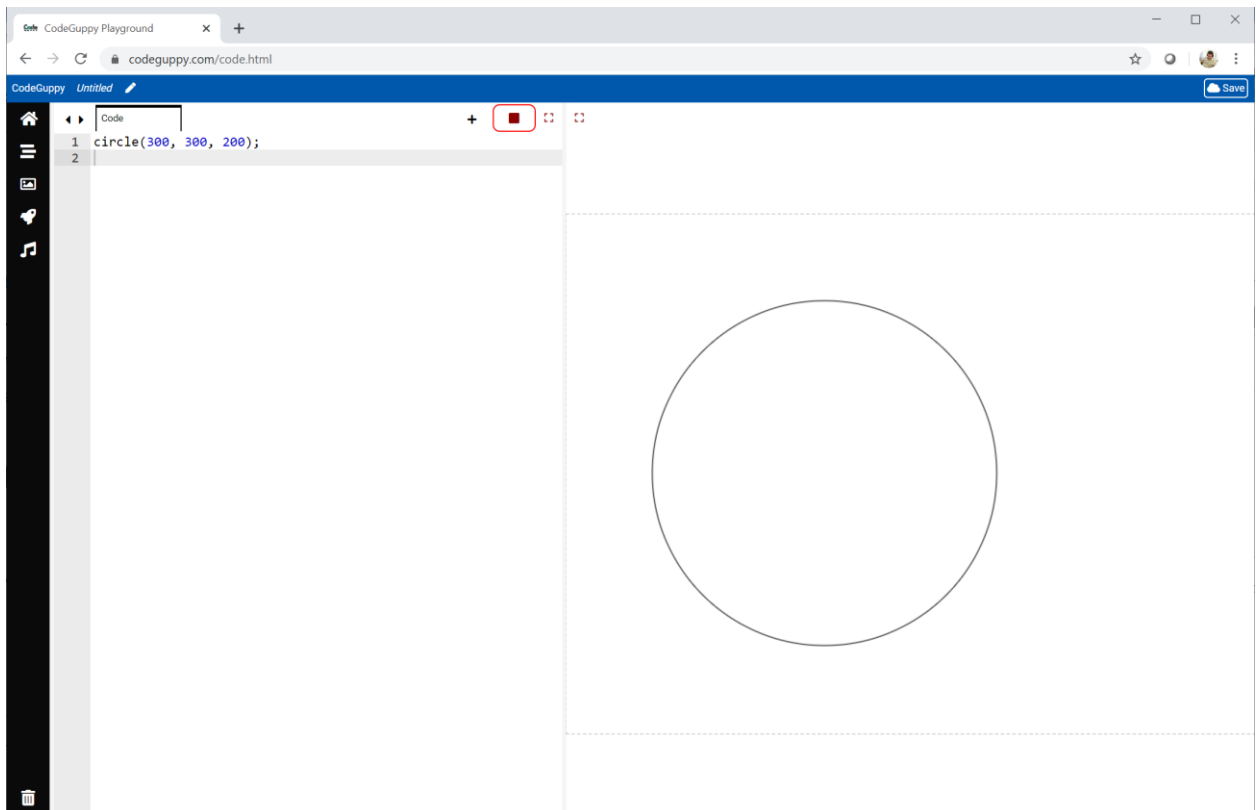 CodeGuppy Playground
codeguppy.com/code.html
CodeGuppy Untitled
Save
Code
1 circle(300, 300, 200);
2